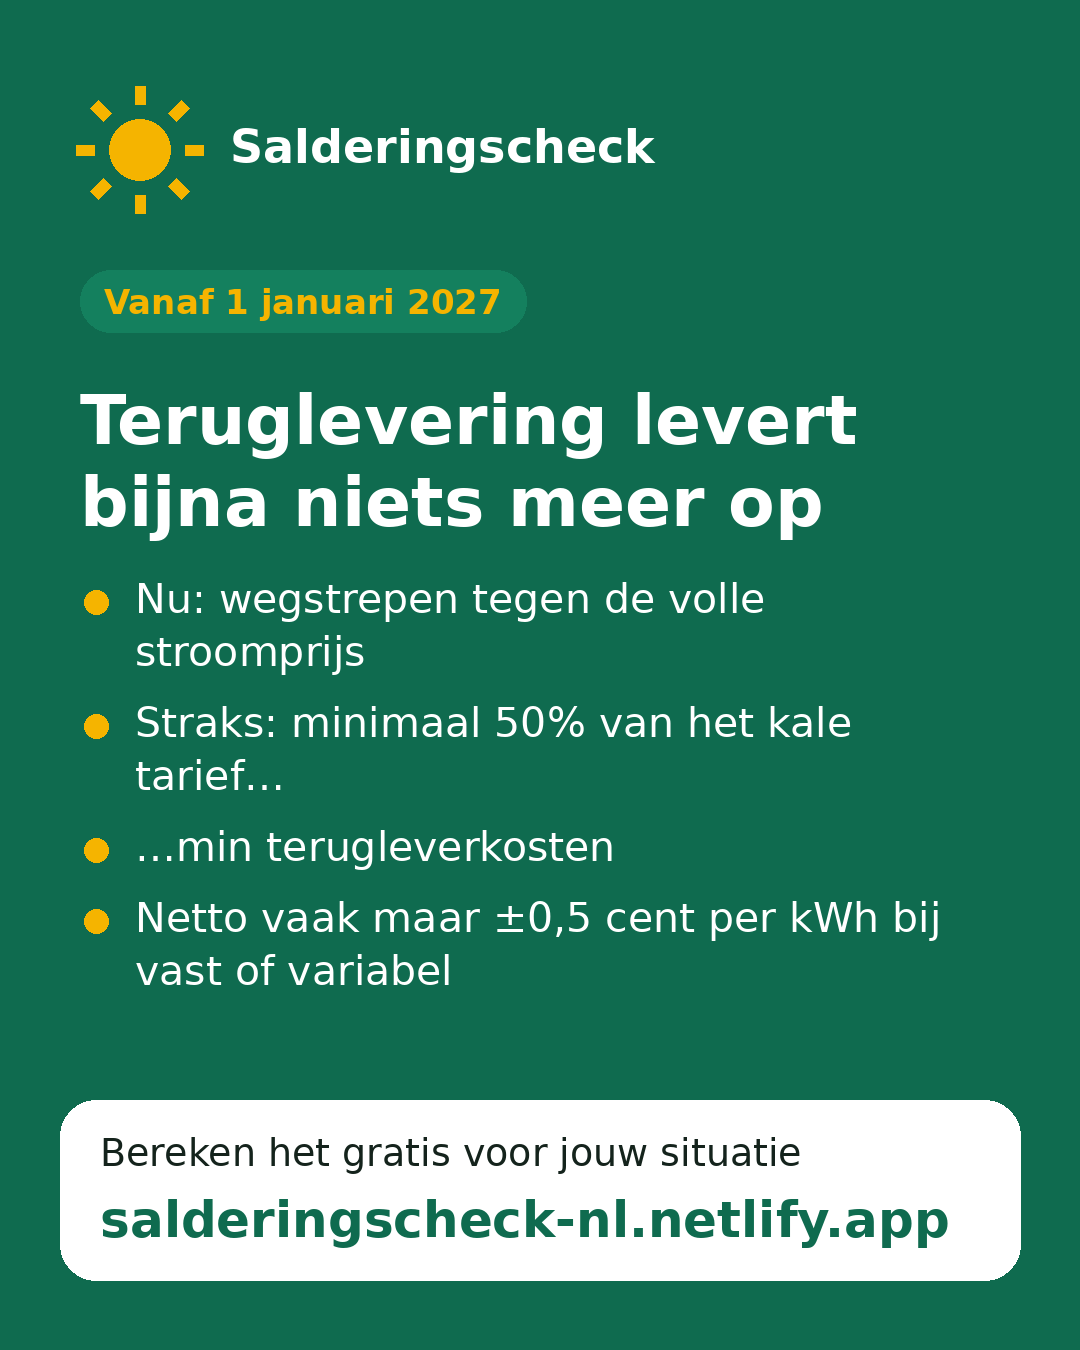 Salderingscheck
Vanaf 1 januari 2027
Teruglevering levert
bijna niets meer op
Nu: wegstrepen tegen de volle
stroomprijs
Straks: minimaal 50% van het kale
tarief…
…min terugleverkosten
Netto vaak maar ±0,5 cent per kWh bij
vast of variabel
Bereken het gratis voor jouw situatie
salderingscheck-nl.netlify.app